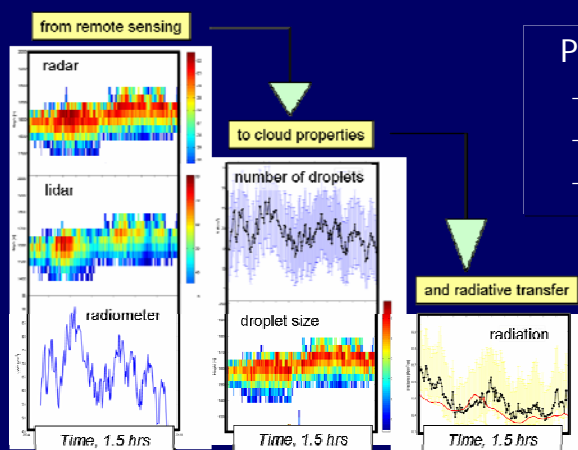 from remote sensing
P
radar
to cloud properties
lidar
number of droplets
and radiative transfer
radiometer
droplet size
radiation
Time, 1.5 hrs
Time, 1.5 hrs
Time, 1.5 hrs